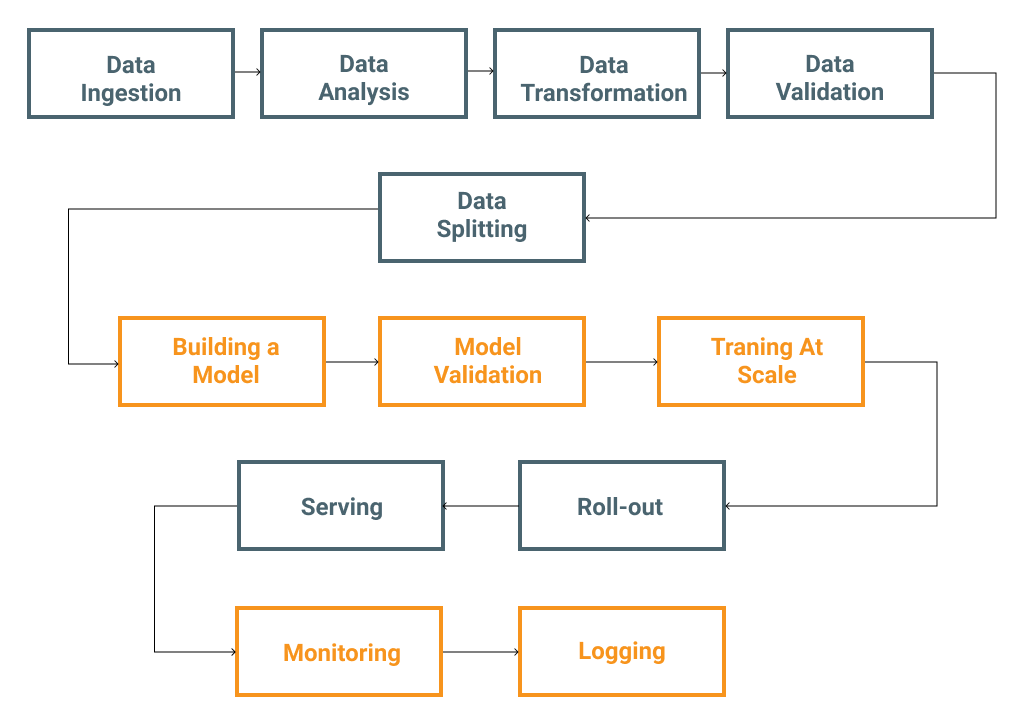 Data
Ingestion
Data
Analysis
Data
Transformation
Data
Validation
Data
Splitting
Building a
Model
Model
Validation
Traning At
Scale
Serving
Roll-out
Monitoring
Logging